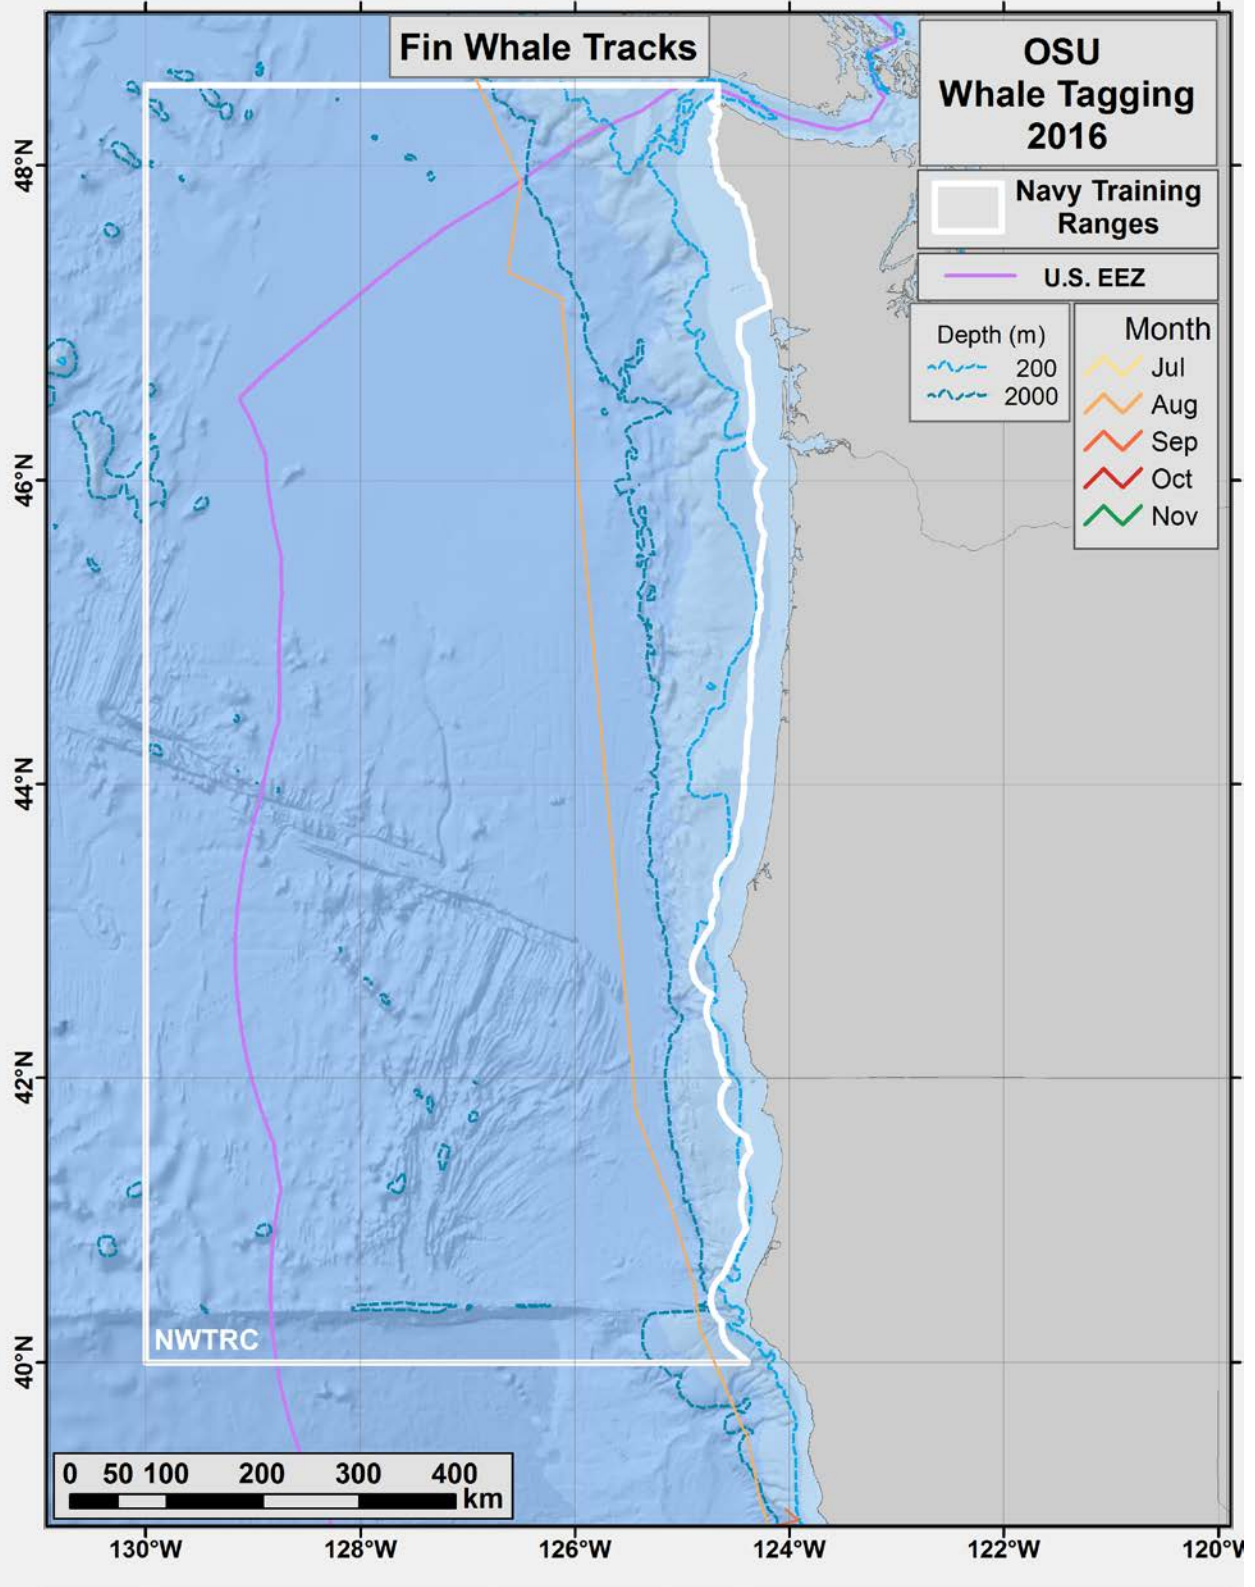 Fin Whale Tracks
OSU
Whale Tagging
2016
Navy Training
Ranges
U.S. EEZ
Depth (m)
200
2000
Month
Jul
Aug
Sep
Oct
Nov
48°N
46°N
44°N
42°N
40°N
NWTRC
0 50 100 200 300 400
km
130°W 128°W 126°W 124°W 122°W 120°W